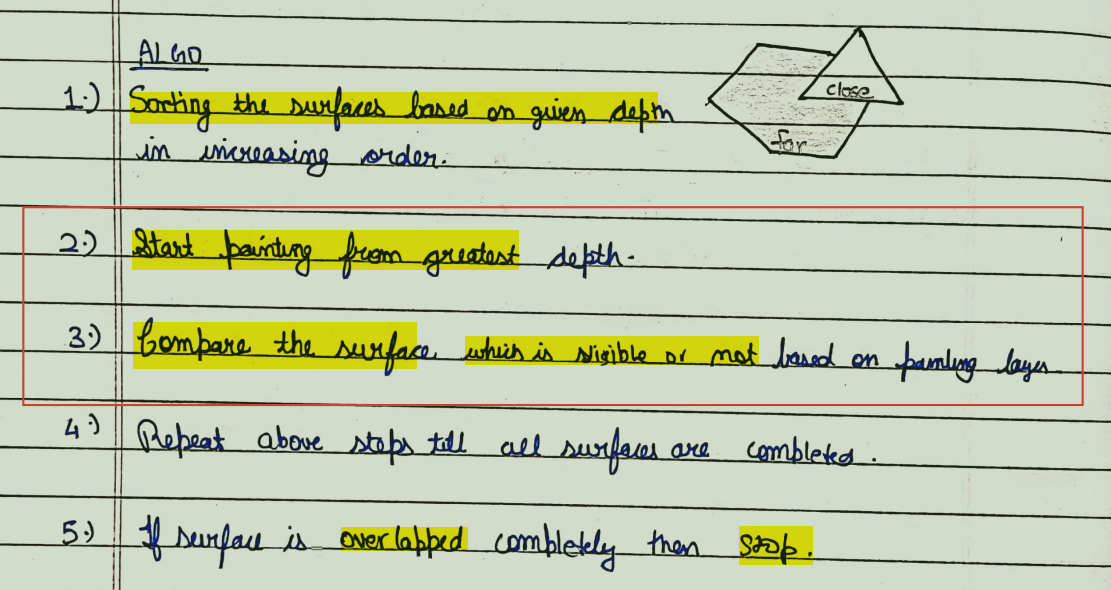 ALGO
1.) Sorting the surfaces based on given depth
close
in increasing order.
far
2.) Start painting from greatest depth.
3.) Compare the surface which is visible or not based on painting layer
4.) Repeat above steps till all surfaces are completed.
5.) If surface is overlapped completely then stop.